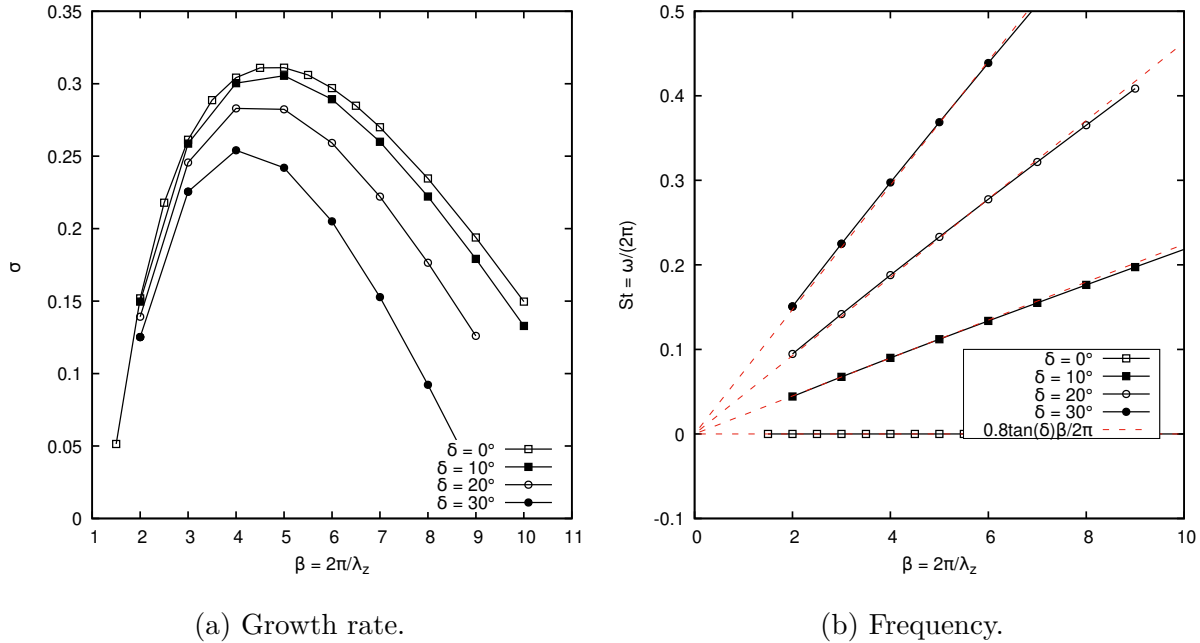 0.35
0.3
0.25
0.2
0.15
0.1
0.05
0
σ
1 2 3 4 5 6 7 8 9 10 11
β = 2π/λz
δ = 0°
δ = 10°
δ = 20°
δ = 30°
(a) Growth rate.
0.5
0.4
0.3
0.2
0.1
0
-0.1
St = ω/(2π)
0 2 4 6 8 10
β = 2π/λz
δ = 0°
δ = 10°
δ = 20°
δ = 30°
0.8tan(δ)β/2π
(b) Frequency.